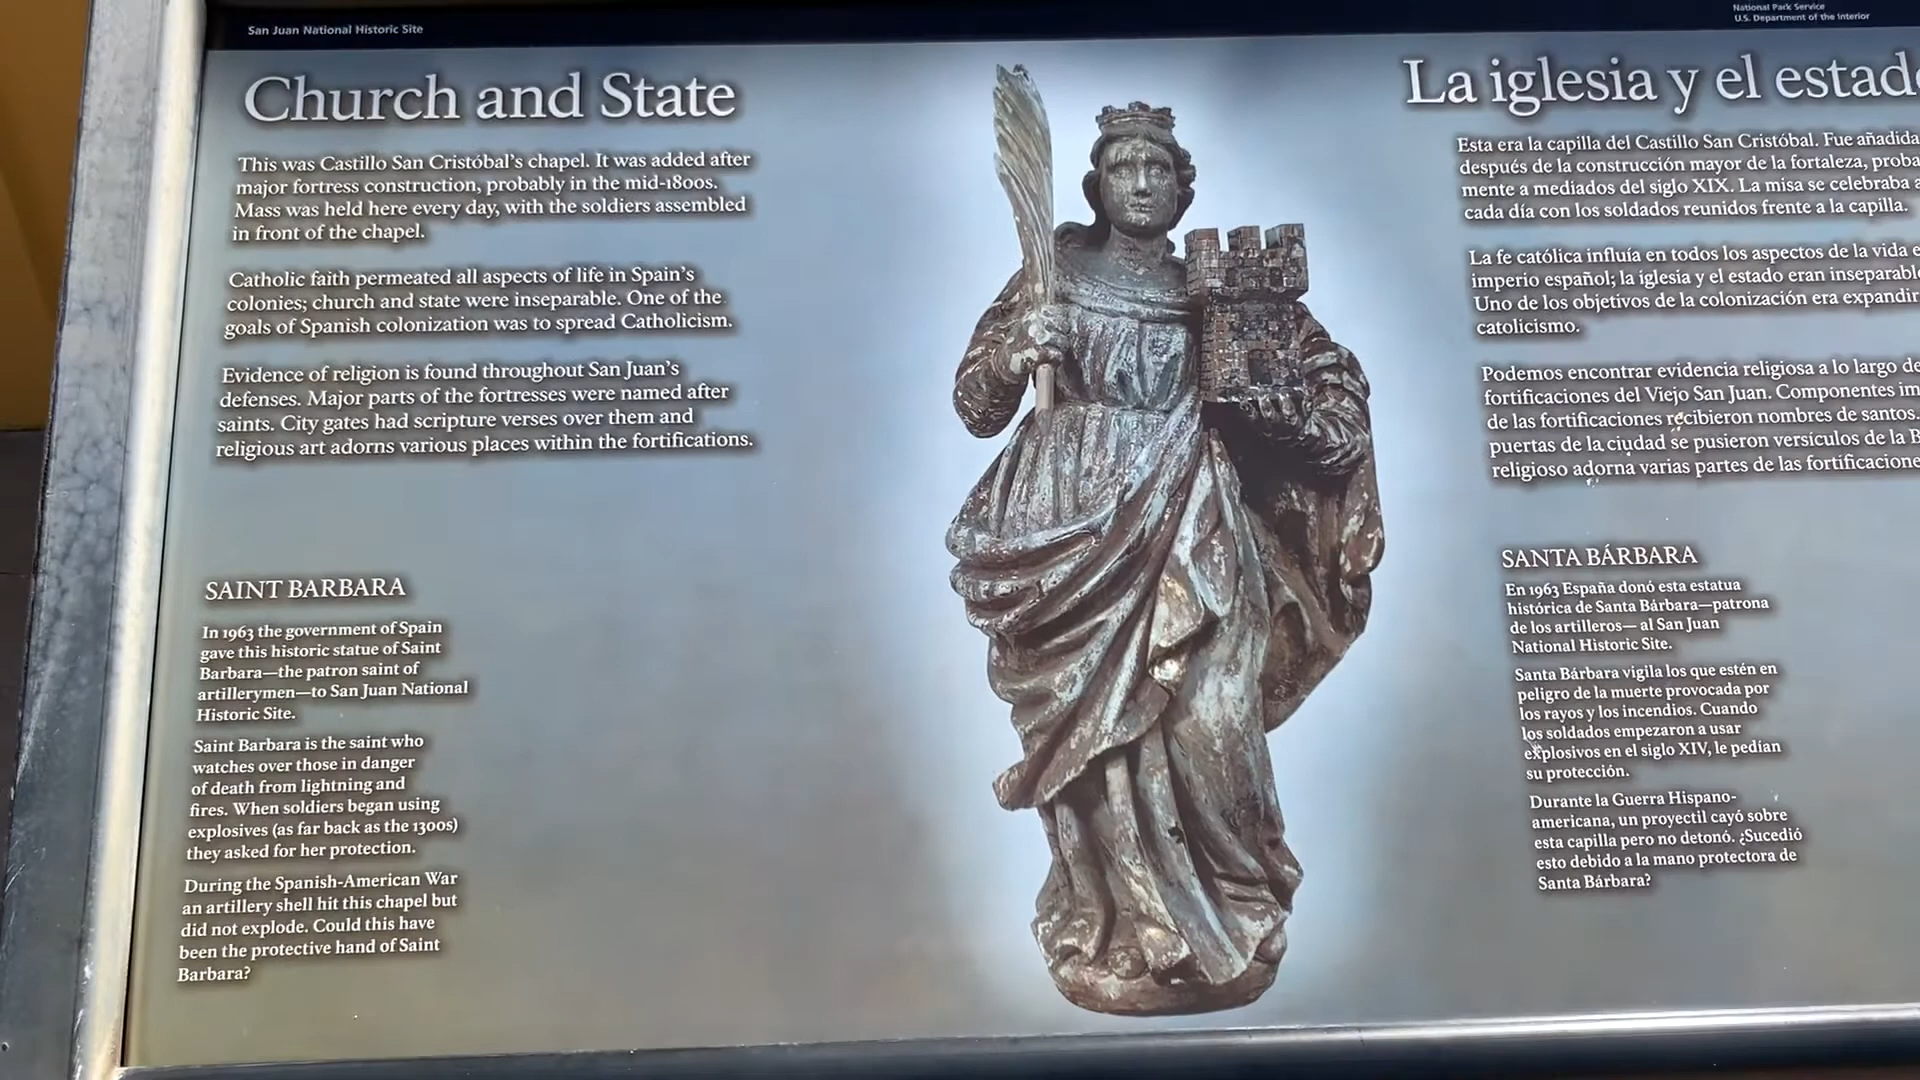 San Juan National Historic Site
National Park Service
U.S. Department of the Interior
Church and State
This was Castillo San Cristóbal's chapel. It was added after
major fortress construction, probably in the mid-1800s.
Mass was held here every day, with the soldiers assembled
in front of the chapel.
Catholic faith permeated all aspects of life in Spain's
colonies; church and state were inseparable. One of the
goals of Spanish colonization was to spread Catholicism.
Evidence of religion is found throughout San Juan's
defenses. Major parts of the fortresses were named after
saints. City gates had scripture verses over them and
religious art adorns various places within the fortifications.
SAINT BARBARA
In 1963 the government of Spain
gave this historic statue of Saint
Barbara—the patron saint of
artillerymen—to San Juan National
Historic Site.
Saint Barbara is the saint who
watches over those in danger
of death from lightning and
fires. When soldiers began using
explosives (as far back as the 1300s)
they asked for her protection.
During the Spanish-American War
an artillery shell hit this chapel but
did not explode. Could this have
been the protective hand of Saint
Barbara?
La iglesia y el estado
Esta era la capilla del Castillo San Cristóbal. Fue añadida
después de la construcción mayor de la fortaleza, proba
mente a mediados del siglo XIX. La misa se celebraba a
cada día con los soldados reunidos frente a la capilla.
La fe católica influía en todos los aspectos de la vida e
imperio español; la iglesia y el estado eran inseparable
Uno de los objetivos de la colonización era expandir
catolicismo.
Podemos encontrar evidencia religiosa a lo largo de
fortificaciones del Viejo San Juan. Componentes im
de las fortificaciones recibieron nombres de santos.
puertas de la ciudad se pusieron versículos de la B
religioso adorna varias partes de las fortificacione
SANTA BÁRBARA
En 1963 España donó esta estatua
histórica de Santa Bárbara—patrona
de los artilleros— al San Juan
National Historic Site.
Santa Bárbara vigila los que estén en
peligro de la muerte provocada por
los rayos y los incendios. Cuando
los soldados empezaron a usar
explosivos en el siglo XIV, le pedían
su protección.
Durante la Guerra Hispano-
americana, un proyectil cayó sobre
esta capilla pero no detonó. ¿Sucedió
esto debido a la mano protectora de
Santa Bárbara?